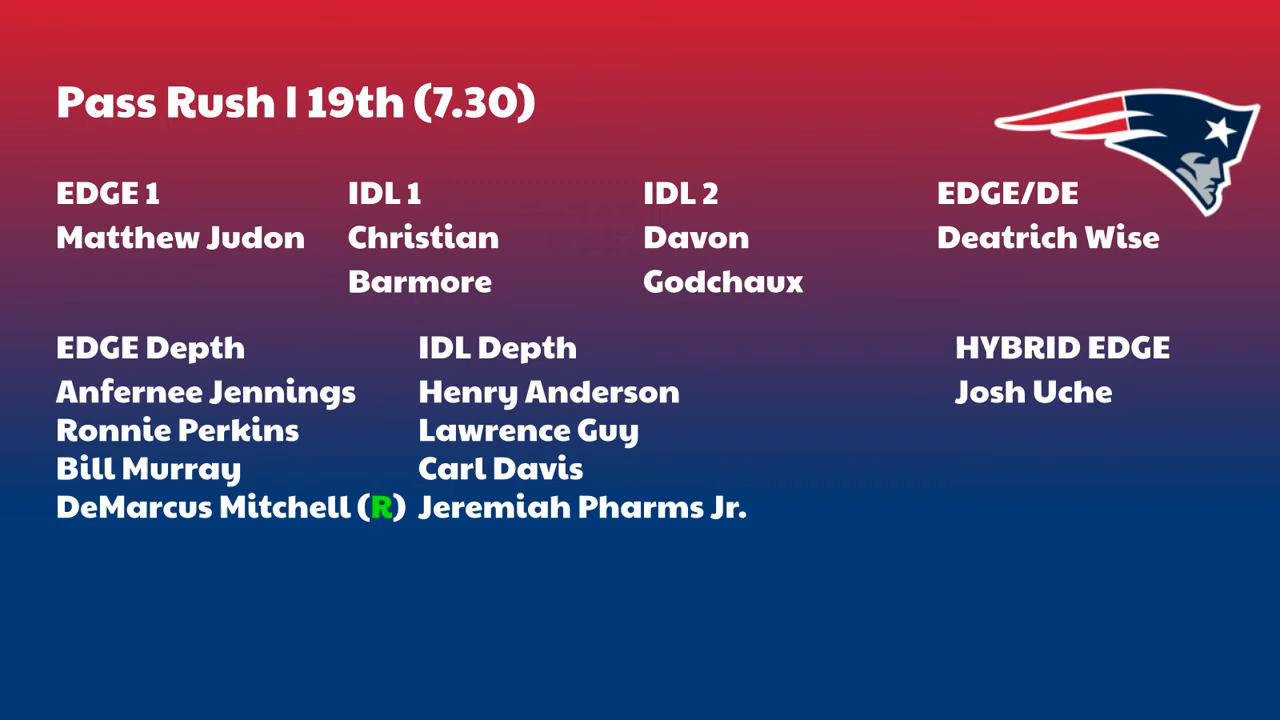 Pass Rush | 19th (7.30)
EDGE 1
Matthew Judon
IDL 1
Christian
Barmore
IDL 2
Davon
Godchaux
EDGE/DE
Deatrich Wise
EDGE Depth
Anfernee Jennings
Ronnie Perkins
Bill Murray
DeMarcus Mitchell (R)
IDL Depth
Henry Anderson
Lawrence Guy
Carl Davis
Jeremiah Pharms Jr.
HYBRID EDGE
Josh Uche